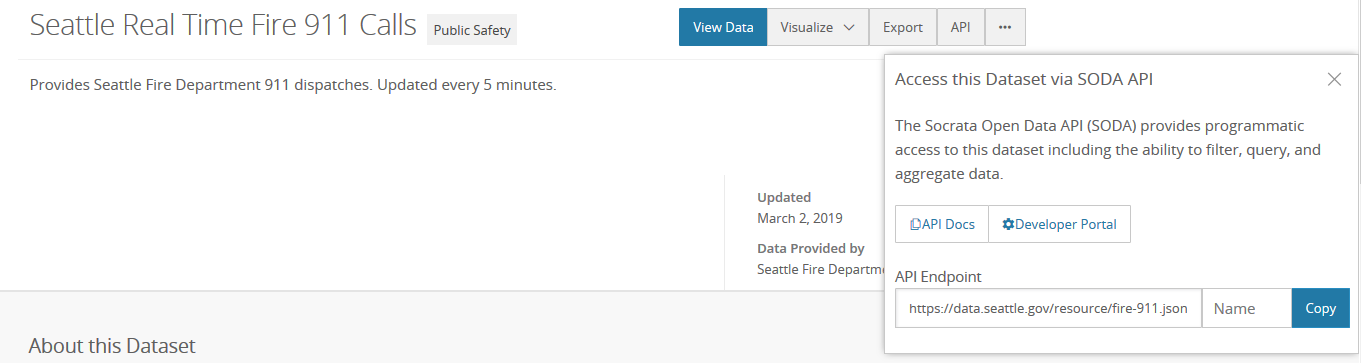 Seattle Real Time Fire 911 Calls
Public Safety
View Data
Visualize
Export
API
Provides Seattle Fire Department 911 dispatches. Updated every 5 minutes.
Access this Dataset via SODA API
The Socrata Open Data API (SODA) provides programmatic
access to this dataset including the ability to filter, query, and
aggregate data.
API Docs
Developer Portal
API Endpoint
https://data.seattle.gov/resource/fire-911.json
Name
Copy
Updated
March 2, 2019
Data Provided by
Seattle Fire Departm
About this Dataset